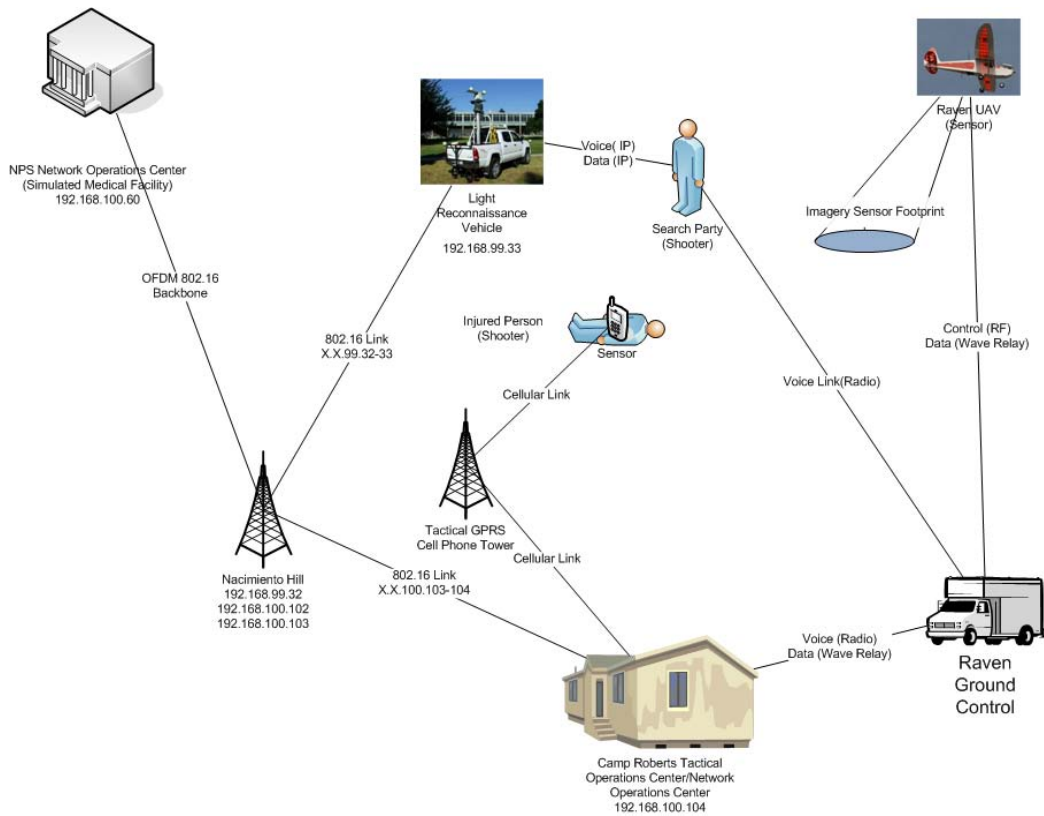 NPS Network Operations Center
(Simulated Medical Facility)
192.168.100.60
OFDM 802.16
Backbone
Light
Reconnaissance
Vehicle
192.168.99.33
Voice( IP)
Data (IP)
Search Party
(Shooter)
Raven UAV
(Sensor)
Imagery Sensor Footprint
802.16 Link
X.X.99.32-33
Injured Person
(Shooter)
Sensor
Cellular Link
Control (RF)
Data (Wave Relay)
Voice Link(Radio)
Tactical GPRS
Cell Phone Tower
Cellular Link
Nacimiento Hill
192.168.99.32
192.168.100.102
192.168.100.103
802.16 Link
X.X.100.103-104
Voice (Radio)
Data (Wave Relay)
Raven
Ground
Control
Camp Roberts Tactical
Operations Center/Network
Operations Center
192.168.100.104